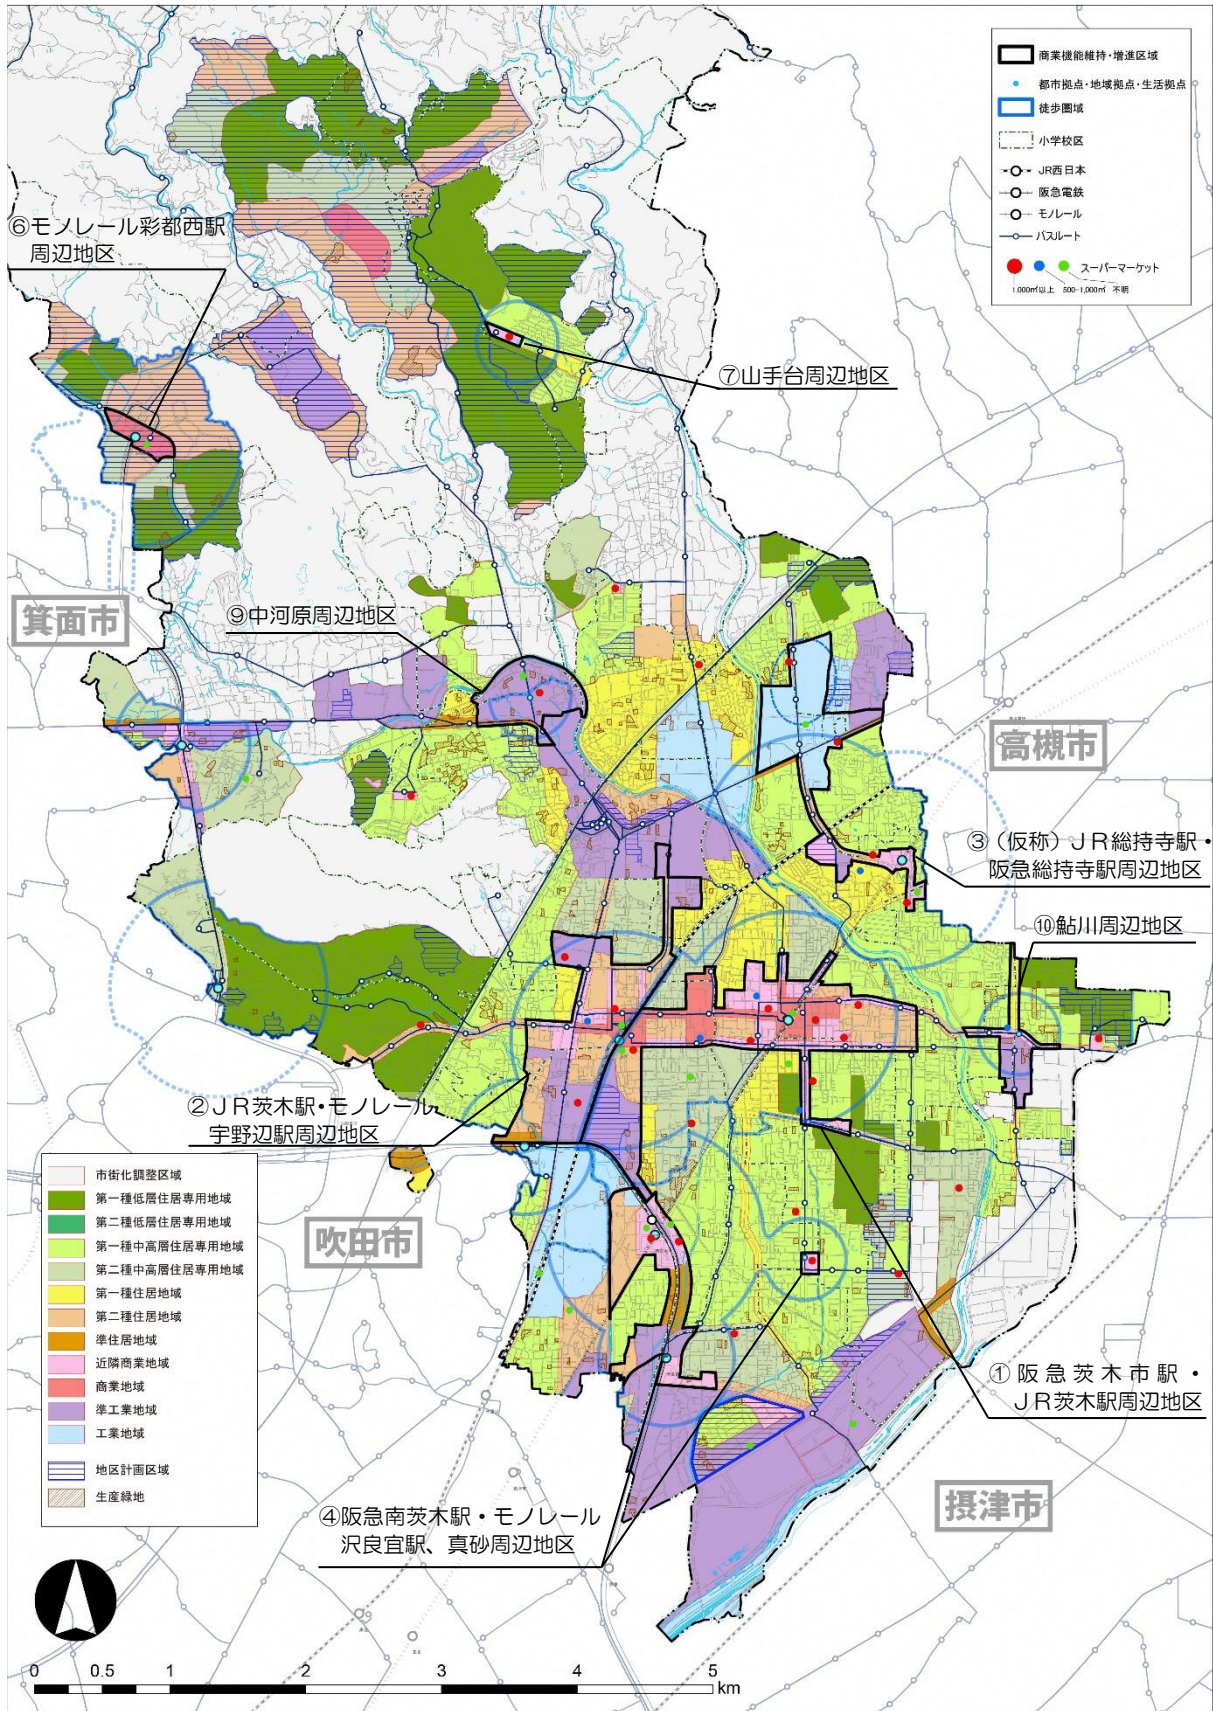 商業機能維持・増進区域
都市拠点・地域拠点・生活拠点
徒歩圏域
小学校区
JR西日本
阪急電鉄
モノレール
バスルート
スーパーマーケット
1,000㎡以上 500-1,000㎡ 不明
⑥モノレール彩都西駅
周辺地区
⑦山手台周辺地区
箕面市
⑨中河原周辺地区
高槻市
③(仮称)JR総持寺駅・
阪急総持寺駅周辺地区
⑩鮎川周辺地区
②JR茨木駅・モノレール
宇野辺駅周辺地区
市街化調整区域
第一種低層住居専用地域
第二種低層住居専用地域
第一種中高層住居専用地域
第二種中高層住居専用地域
第一種住居地域
第二種住居地域
準住居地域
近隣商業地域
商業地域
準工業地域
工業地域
地区計画区域
生産緑地
吹田市
①阪急茨木市駅・
JR茨木駅周辺地区
④阪急南茨木駅・モノレール
沢良宜駅、真砂周辺地区
摂津市
0 0.5 1 2 3 4 5 km